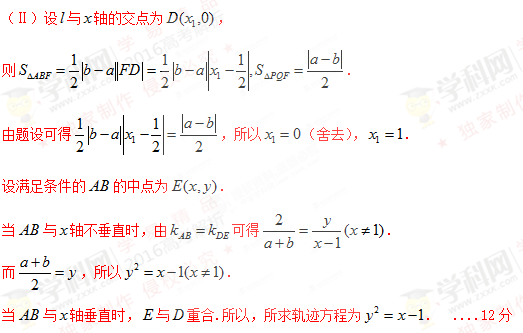 (Ⅱ)设l与x轴的交点为D(x₁,0),
则S△ABF=1/2|b-a||FD|=1/2|b-a||x₁-1/2|,S△PQF=|a-b|/2.
由题设可得1/2|b-a||x₁-1/2|=|a-b|/2,所以x₁=0(舍去),x₁=1.
设满足条件的AB的中点为E(x,y).
当AB与x轴不垂直时,由k_AB=k_DE可得2/(a+b)=y/(x-1)(x≠1).
而(a+b)/2=y,所以y²=x-1(x≠1).
当AB与x轴垂直时,E与D重合.所以,所求轨迹方程为y²=x-1. ....12分